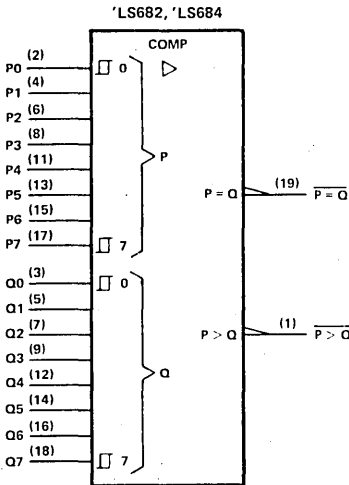 'LS682, 'LS684
COMP
P0 (2) 0
P1 (4)
P2 (6)
P3 (8)
P4 (11) P
P5 (13)
P6 (15)
P7 (17) 7
P = Q (19) P = Q
Q0 (3) 0
Q1 (5)
Q2 (7)
Q3 (9)
P > Q (1) P > Q
Q4 (12) Q
Q5 (14)
Q6 (16)
Q7 (18) 7